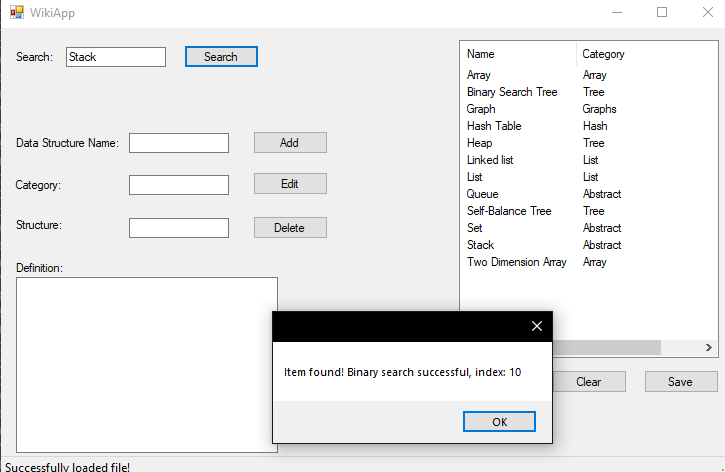 WikiApp
Search: Stack Search
Data Structure Name: Add
Category: Edit
Structure: Delete
Definition:
Name Category
Array Array
Binary Search Tree Tree
Graph Graphs
Hash Table Hash
Heap Tree
Linked list List
List List
Queue Abstract
Self-Balance Tree Tree
Set Abstract
Stack Abstract
Two Dimension Array Array
Item found! Binary search successful, index: 10
OK
Clear Save
Successfully loaded file!